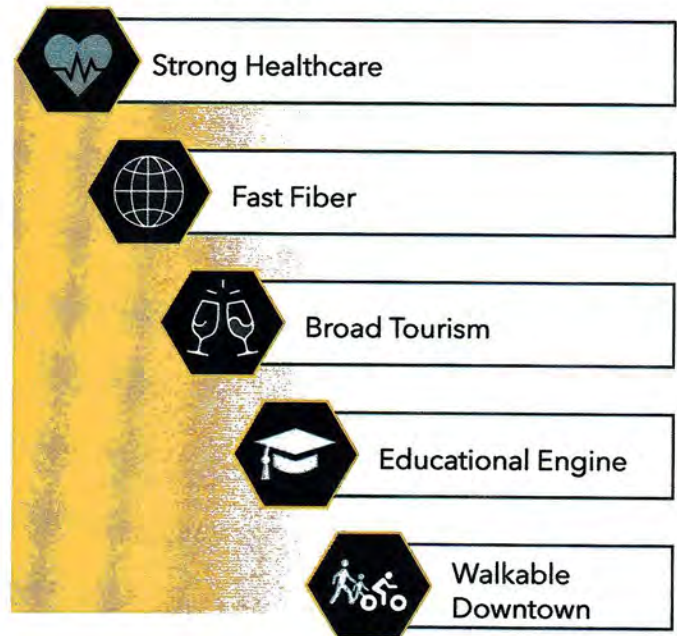 Strong Healthcare
Fast Fiber
Broad Tourism
Educational Engine
Walkable
Downtown